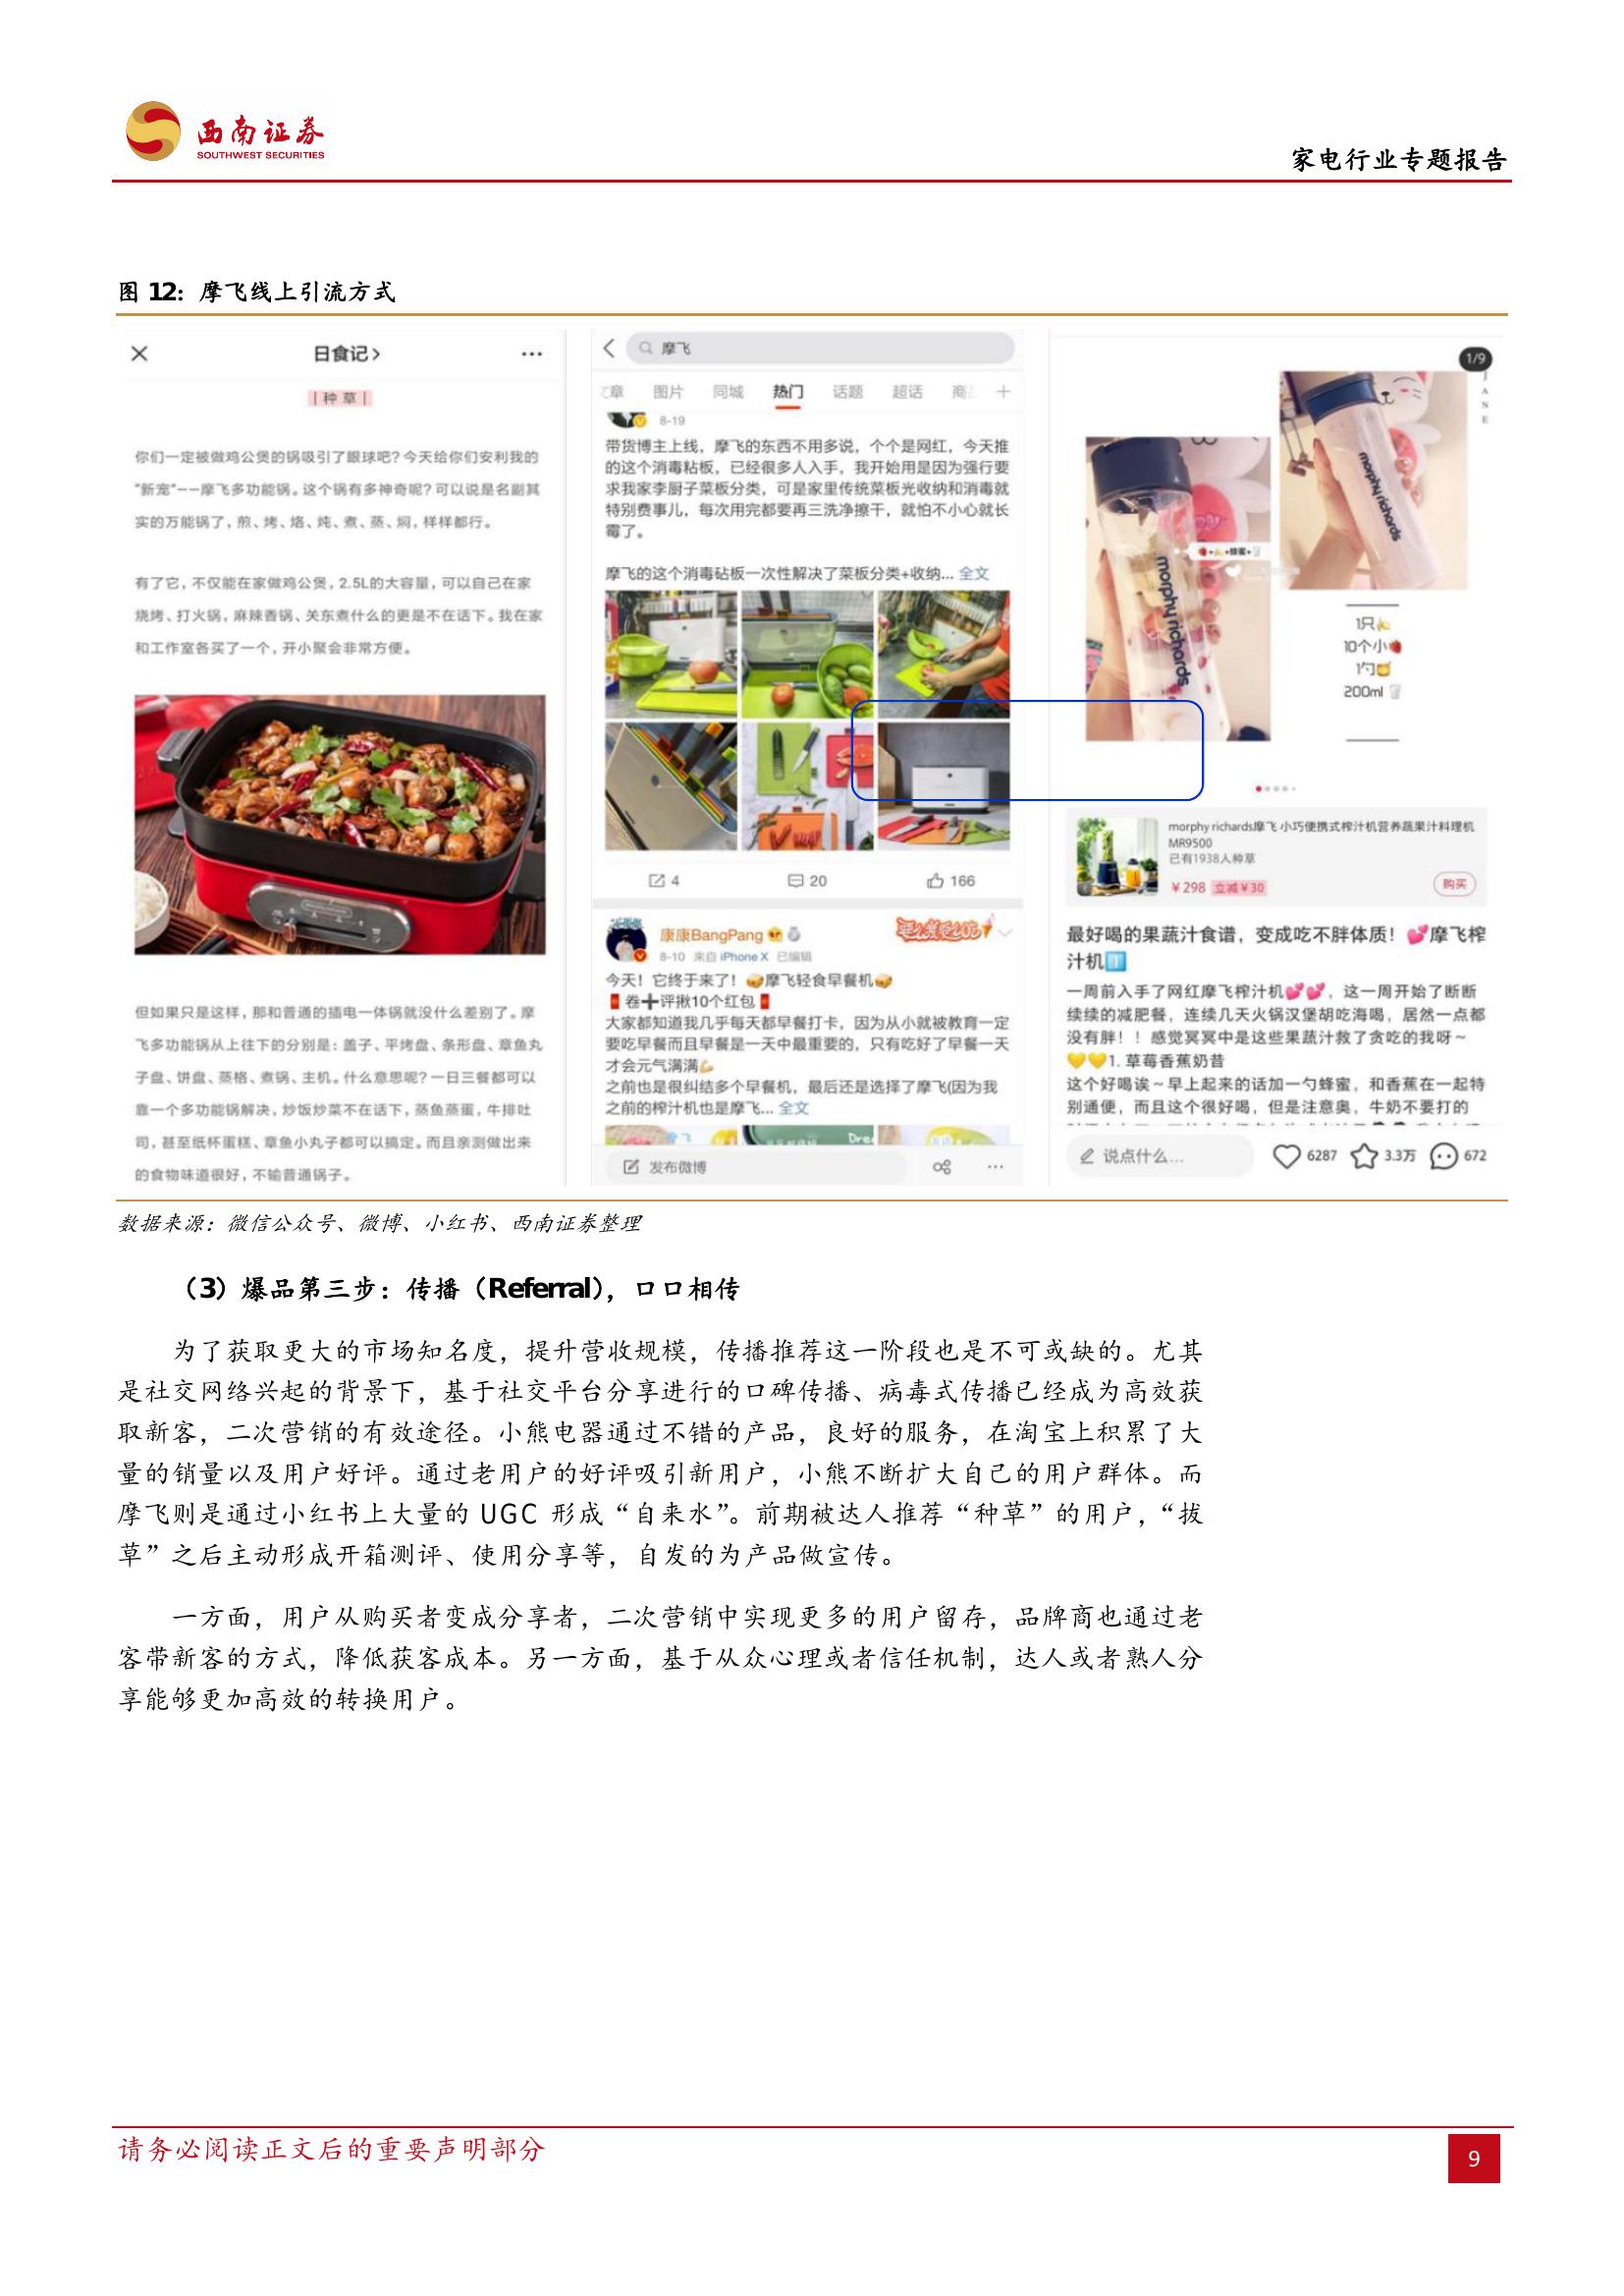 西南证券
SOUTHWEST SECURITIES
家电行业专题报告
图 12：摩飞线上引流方式
日食记>
| 种 草 |
你们一定被做鸡公煲的锅吸引了眼球吧？今天给你们安利我的
“新宠”——摩飞多功能锅。这个锅有多神奇呢？可以说是名副其
实的万能锅了，煎、烤、烙、炖、煮、蒸、焖，样样都行。
有了它，不仅能在家做鸡公煲，2.5L的大容量，可以自己在家
烧烤、打火锅，麻辣香锅、关东煮什么的更是不在话下。我在家
和工作室各买了一个，开小聚会非常方便。
但如果只是这样，那和普通的插电一体锅就没什么差别了。摩
飞多功能锅从上往下的分别是：盖子、平烤盘、条形盘、章鱼丸
子盘、饼盘、蒸格、煮锅、主机。什么意思呢？一日三餐都可以
靠一个多功能锅解决，炒饭炒菜不在话下，蒸鱼蒸蛋，牛排吐
司，甚至纸杯蛋糕、章鱼小丸子都可以搞定。而且亲测做出来
的食物味道很好，不输普通锅子。
摩飞
章 图片 同城 热门 话题 超话 商
8-19
带货博主上线，摩飞的东西不用多说，个个是网红，今天推
的这个消毒粘板，已经很多人入手，我开始用是因为强行要
求我家李厨子菜板分类，可是家里传统菜板光收纳和消毒就
特别费事儿，每次用完都要再三洗净擦干，就怕不小心就长
霉了。
摩飞的这个消毒砧板一次性解决了菜板分类+收纳... 全文
4 20 166
康康BangPang
8-10 来自 iPhone X 已编辑
今天！它终于来了！🥪摩飞轻食早餐机🥪
🧧卷➕评揪10个红包🧧
大家都知道我几乎每天都早餐打卡，因为从小就被教育一定
要吃早餐而且早餐是一天中最重要的，只有吃好了早餐一天
才会元气满满💪
之前也是很纠结多个早餐机，最后还是选择了摩飞(因为我
之前的榨汁机也是摩飞... 全文
发布微博
1/9
JANE
morphy richards
morphy richards
🍓+🍌+蜂蜜+🥛
1只🍌
10个小🍓
1勺🍯
200ml 🥛
morphy richards摩飞 小巧便携式榨汁机营养蔬果汁料理机
MR9500
已有1938人种草
￥298 立减￥30
购买
最好喝的果蔬汁食谱，变成吃不胖体质！💕摩飞榨
汁机1️⃣
一周前入手了网红摩飞榨汁机💕💕，这一周开始了断断
续续的减肥餐，连续几天火锅汉堡胡吃海喝，居然一点都
没有胖！！感觉冥冥中是这些果蔬汁救了贪吃的我呀～
💛💛1. 草莓香蕉奶昔
这个好喝诶～早上起来的话加一勺蜂蜜，和香蕉在一起特
别通便，而且这个很好喝，但是注意奥，牛奶不要打的
说点什么... 6287 3.3万 672
数据来源：微信公众号、微博、小红书、西南证券整理
（3）爆品第三步：传播（Referral），口口相传
为了获取更大的市场知名度，提升营收规模，传播推荐这一阶段也是不可或缺的。尤其
是社交网络兴起的背景下，基于社交平台分享进行的口碑传播、病毒式传播已经成为高效获
取新客，二次营销的有效途径。小熊电器通过不错的产品，良好的服务，在淘宝上积累了大
量的销量以及用户好评。通过老用户的好评吸引新用户，小熊不断扩大自己的用户群体。而
摩飞则是通过小红书上大量的 UGC 形成“自来水”。前期被达人推荐“种草”的用户，“拔
草”之后主动形成开箱测评、使用分享等，自发的为产品做宣传。
一方面，用户从购买者变成分享者，二次营销中实现更多的用户留存，品牌商也通过老
客带新客的方式，降低获客成本。另一方面，基于从众心理或者信任机制，达人或者熟人分
享能够更加高效的转换用户。
请务必阅读正文后的重要声明部分
9